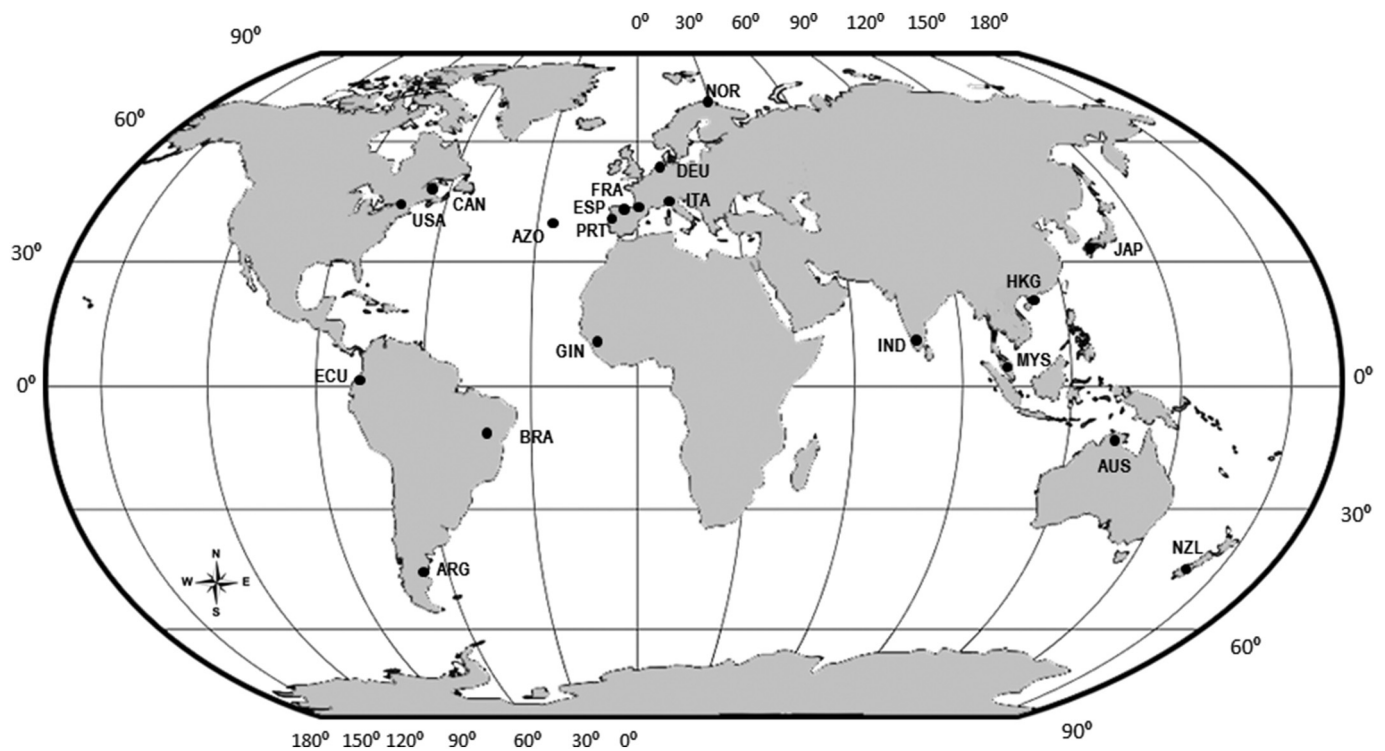 0⁰ 30⁰ 60⁰ 90⁰ 120⁰ 150⁰ 180⁰
90⁰
NOR
60⁰
DEU
FRA
ITA
CAN
ESP
USA
AZO
PRT
30⁰
JAP
HKG
GIN
IND
MYS
ECU
0⁰
0⁰
BRA
AUS
30⁰
NZL
N
W E
S
ARG
60⁰
90⁰
180⁰ 150⁰ 120⁰ 90⁰ 60⁰ 30⁰ 0⁰